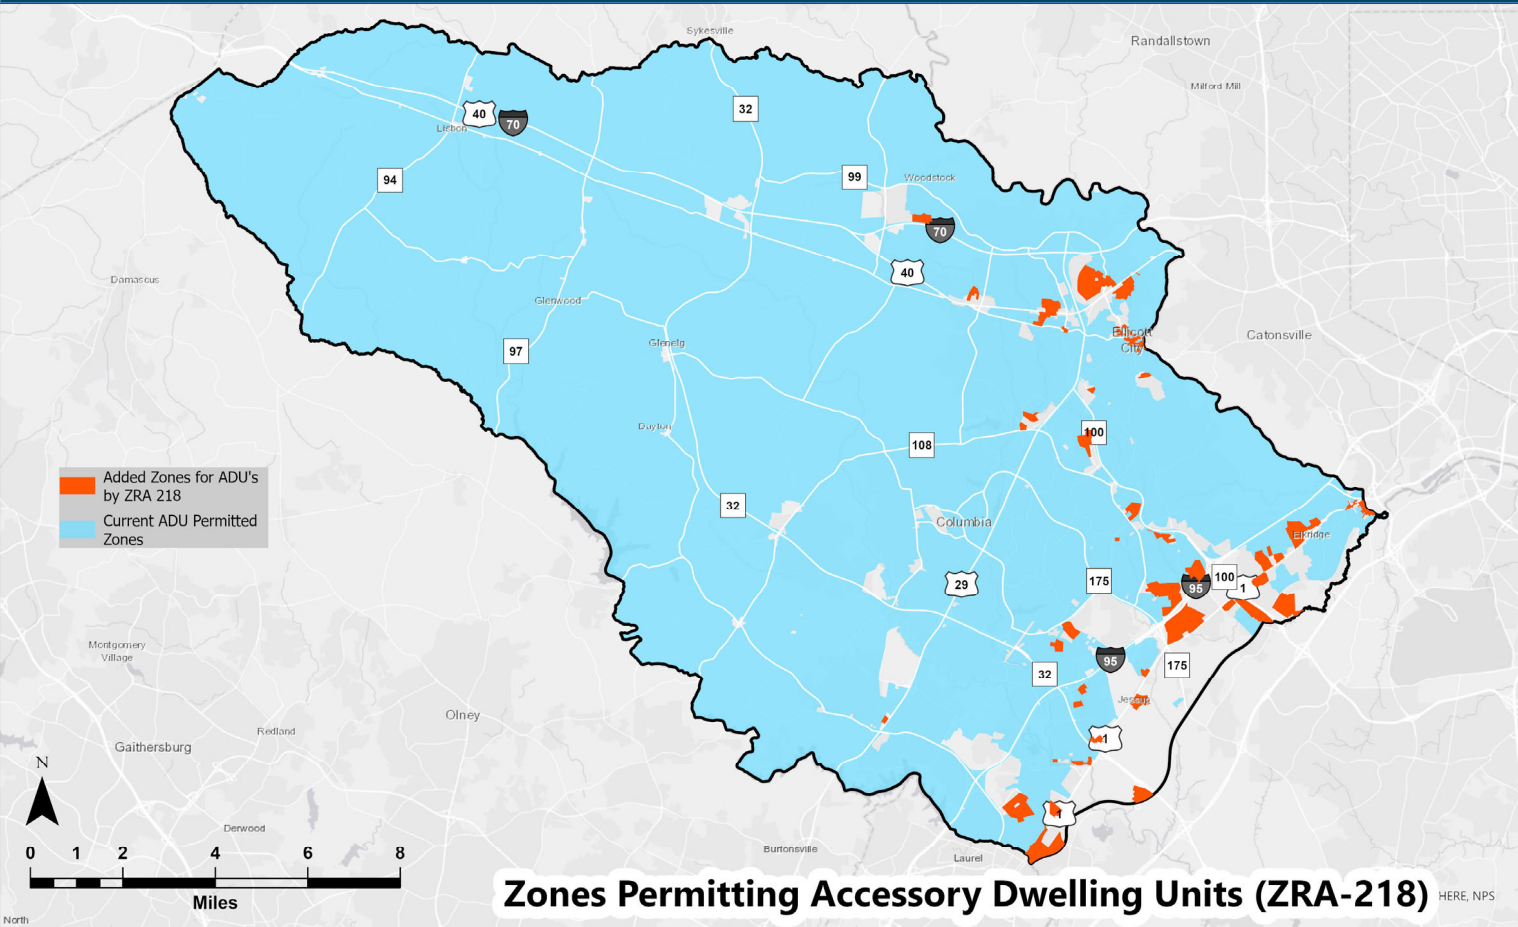 Sykesville
Randallstown
Milford Mill
40
70
Lisbon
32
94
99
Woodstock
70
40
Damascus
Glenwood
97
Glenelg
Ellicott
City
Catonsville
Dayton
108
100
Added Zones for ADU's
by ZRA 218
Current ADU Permitted
Zones
32
Columbia
Elkridge
29
175
95
100
1
Montgomery
Village
32
95
175
Jessup
Olney
Redland
Gaithersburg
1
N
1
Derwood
Burtonsville
Laurel
0 1 2 4 6 8
Miles
Zones Permitting Accessory Dwelling Units (ZRA-218)
HERE, NPS
North